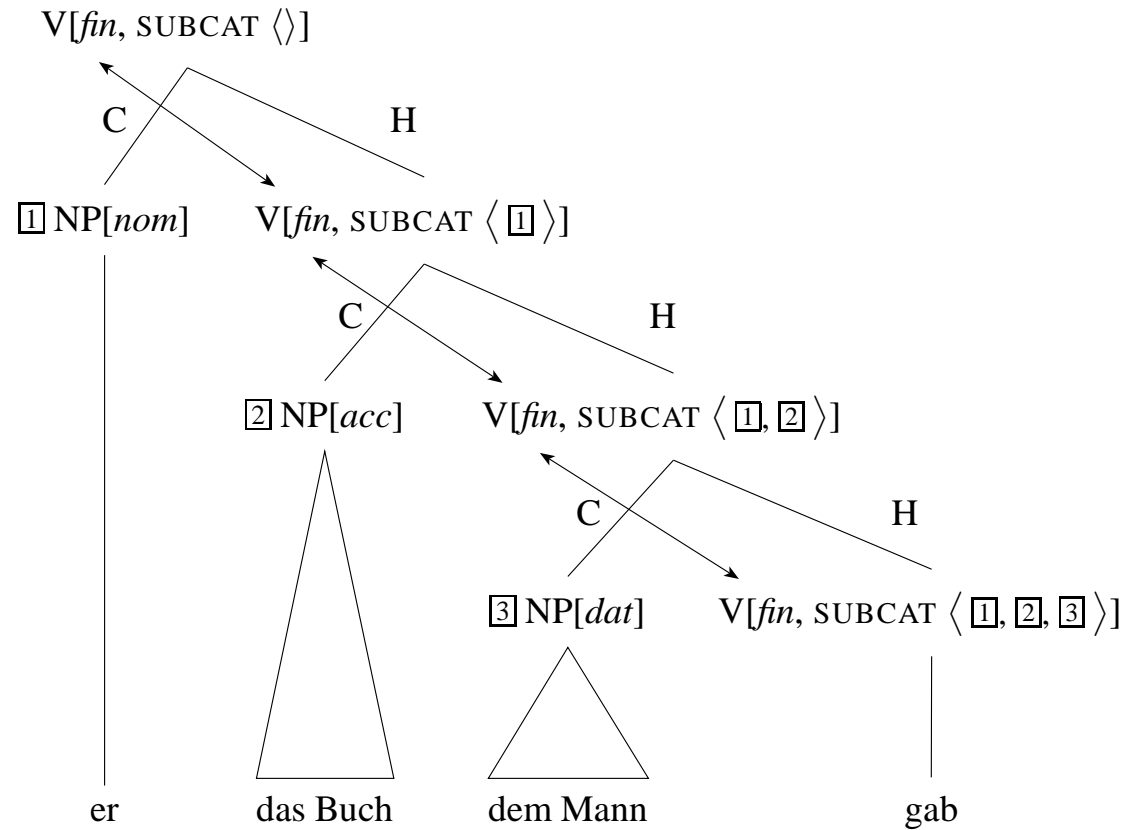 V[fin, SUBCAT ⟨⟩]
C H
1 NP[nom] V[fin, SUBCAT ⟨ 1 ⟩]
C H
2 NP[acc] V[fin, SUBCAT ⟨ 1, 2 ⟩]
C H
3 NP[dat] V[fin, SUBCAT ⟨ 1, 2, 3 ⟩]
er das Buch dem Mann gab